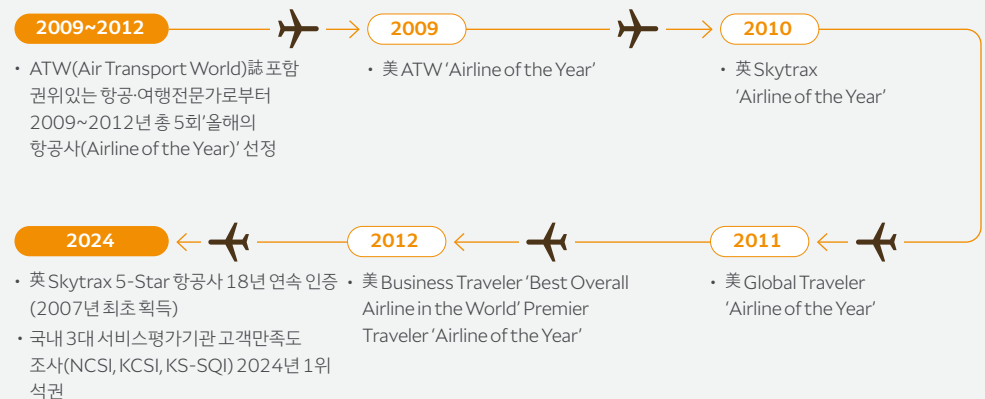 2009~2012
• ATW(Air Transport World)誌 포함
권위있는 항공·여행전문가로부터
2009~2012년 총 5회'올해의
항공사(Airline of the Year)' 선정
2009
• 美 ATW 'Airline of the Year'
2010
• 英 Skytrax
'Airline of the Year'
2011
• 美 Global Traveler
'Airline of the Year'
2012
• 美 Business Traveler 'Best Overall
Airline in the World' Premier
Traveler 'Airline of the Year'
2024
• 英 Skytrax 5-Star 항공사 18년 연속 인증
(2007년 최초 획득)
• 국내 3대 서비스평가기관 고객만족도
조사(NCSI, KCSI, KS-SQI) 2024년 1위
석권